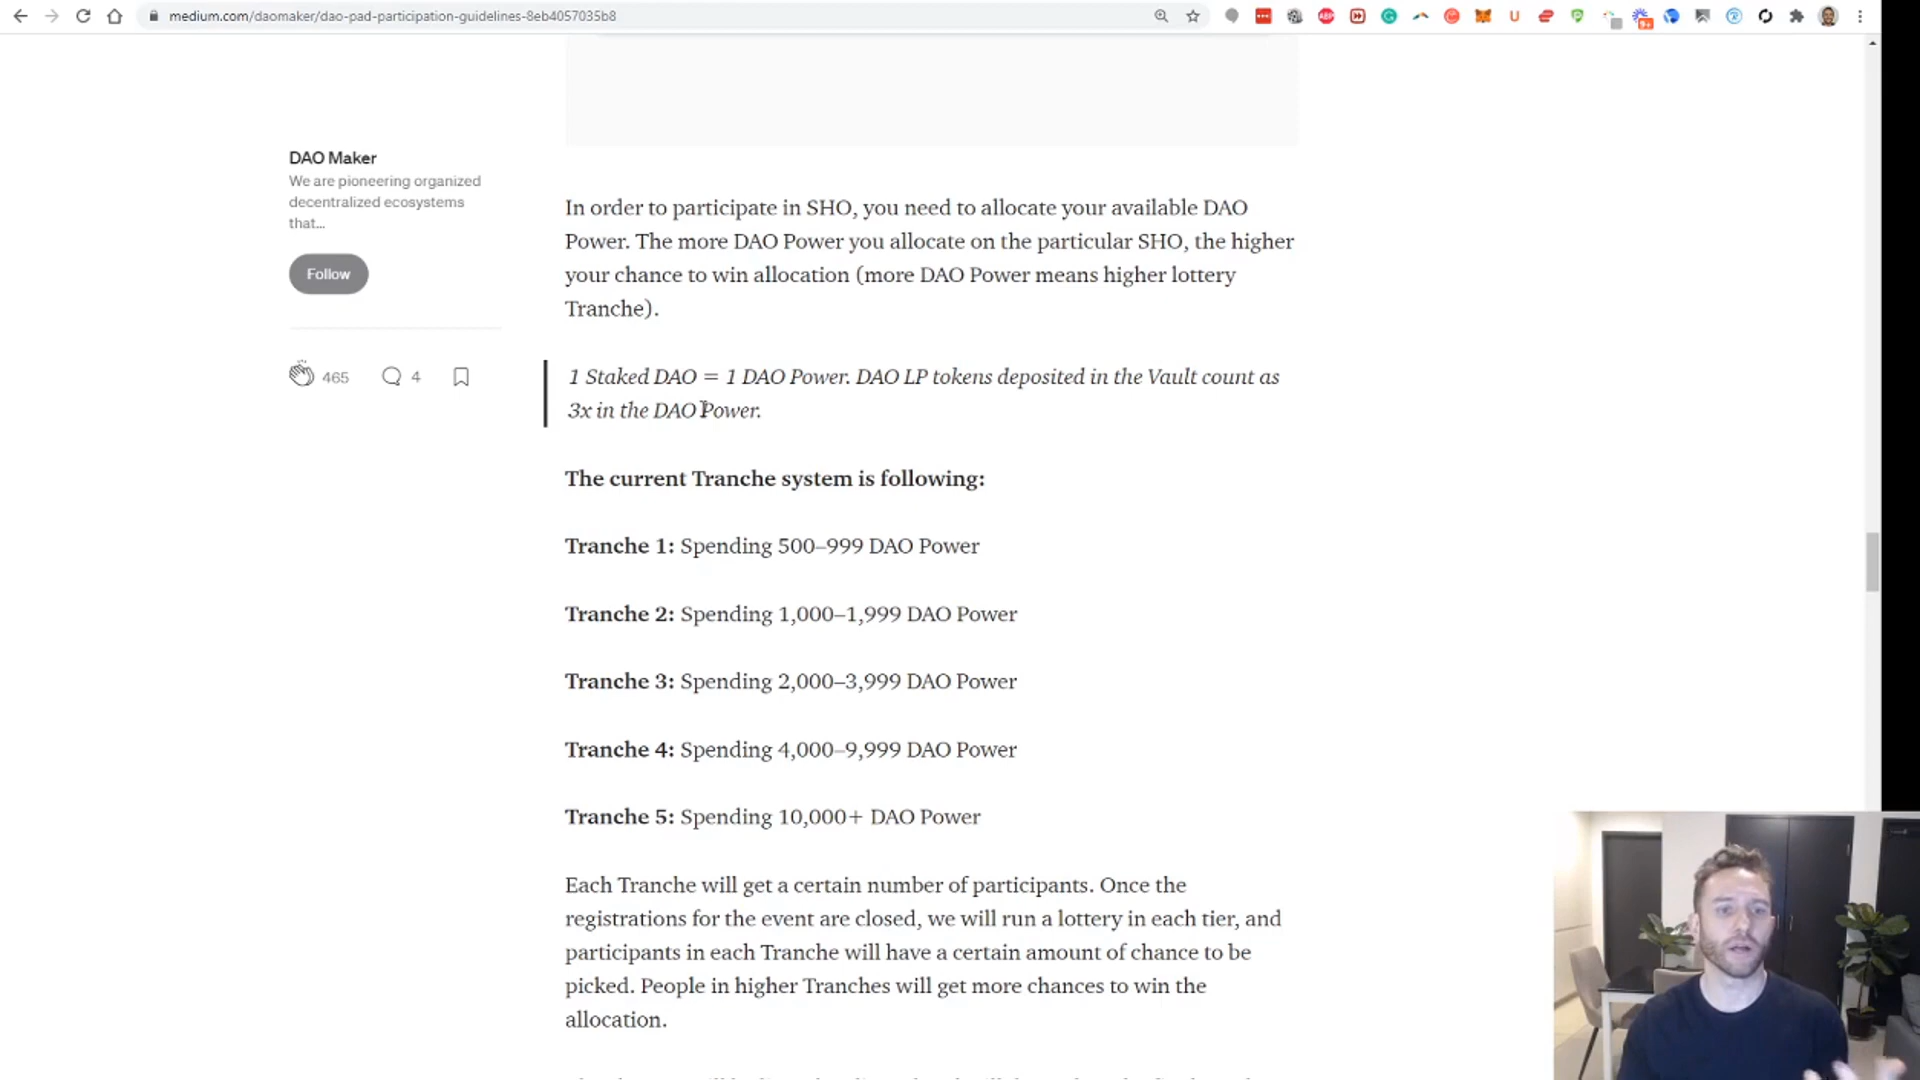 medium.com/daomaker/dao-pad-participation-guidelines-8eb4057035b8
DAO Maker
We are pioneering organized
decentralized ecosystems
that...
Follow
465
4
In order to participate in SHO, you need to allocate your available DAO
Power. The more DAO Power you allocate on the particular SHO, the higher
your chance to win allocation (more DAO Power means higher lottery
Tranche).
1 Staked DAO = 1 DAO Power. DAO LP tokens deposited in the Vault count as
3x in the DAO Power.
The current Tranche system is following:
Tranche 1: Spending 500–999 DAO Power
Tranche 2: Spending 1,000–1,999 DAO Power
Tranche 3: Spending 2,000–3,999 DAO Power
Tranche 4: Spending 4,000–9,999 DAO Power
Tranche 5: Spending 10,000+ DAO Power
Each Tranche will get a certain number of participants. Once the
registrations for the event are closed, we will run a lottery in each tier, and
participants in each Tranche will have a certain amount of chance to be
picked. People in higher Tranches will get more chances to win the
allocation.